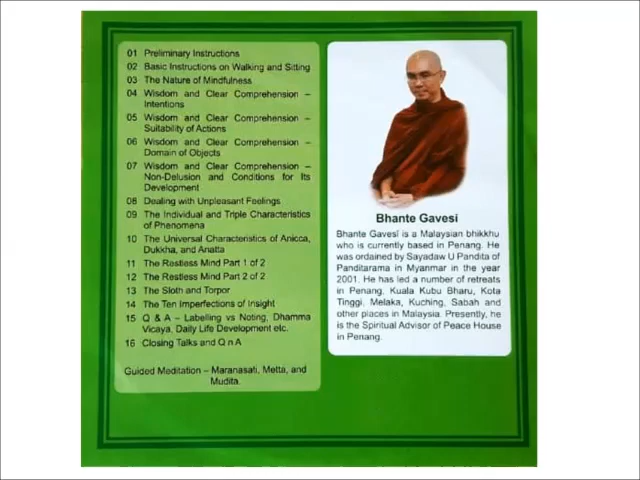 01 Preliminary Instructions
02 Basic Instructions on Walking and Sitting
03 The Nature of Mindfulness
04 Wisdom and Clear Comprehension –
Intentions
05 Wisdom and Clear Comprehension –
Suitability of Actions
06 Wisdom and Clear Comprehension –
Domain of Objects
07 Wisdom and Clear Comprehension –
Non-Delusion and Conditions for Its
Development
08 Dealing with Unpleasant Feelings
09 The Individual and Triple Characteristics
of Phenomena
10 The Universal Characteristics of Anicca,
Dukkha, and Anatta
11 The Restless Mind Part 1 of 2
12 The Restless Mind Part 2 of 2
13 The Sloth and Torpor
14 The Ten Imperfections of Insight
15 Q & A – Labelling vs Noting, Dhamma
Vicaya, Daily Life Development etc.
16 Closing Talks and Q n A
Guided Meditation – Maranasati, Metta, and
Mudita.
Bhante Gavesi
Bhante Gavesī is a Malaysian bhikkhu
who is currently based in Penang. He
was ordained by Sayadaw U Pandita of
Panditarama in Myanmar in the year
2001. He has led a number of retreats
in Penang, Kuala Kubu Bharu, Kota
Tinggi, Melaka, Kuching, Sabah and
other places in Malaysia. Presently, he
is the Spiritual Advisor of Peace House
in Penang.